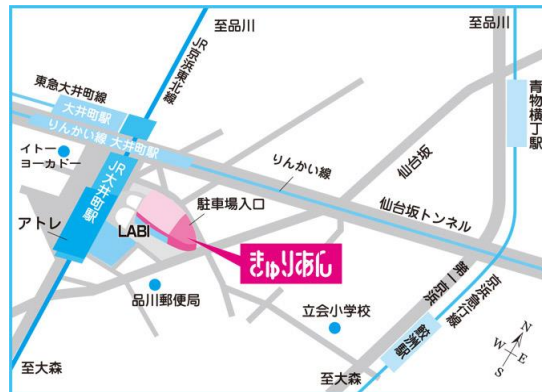 至品川
至品川
JR京浜東北線
東急大井町線
大井町駅
りんかい線 大井町駅
青物横丁駅
イトー
ヨーカドー
JR大井町駅
りんかい線
仙台坂
駐車場入口
仙台坂トンネル
アトレ
LABI
きゅりあん
品川郵便局
立会小学校
第一京浜
京浜急行線
鮫洲駅
至大森
至大森
N
W
E
S